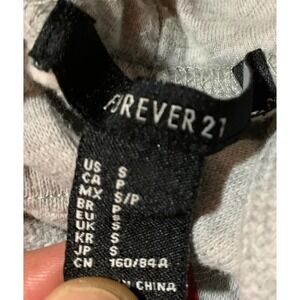 FOREVER 21
US S
CA P
MX S/P
BR P
EU S
UK S
KR S
JP S
CN 160/84A
IN CHINA